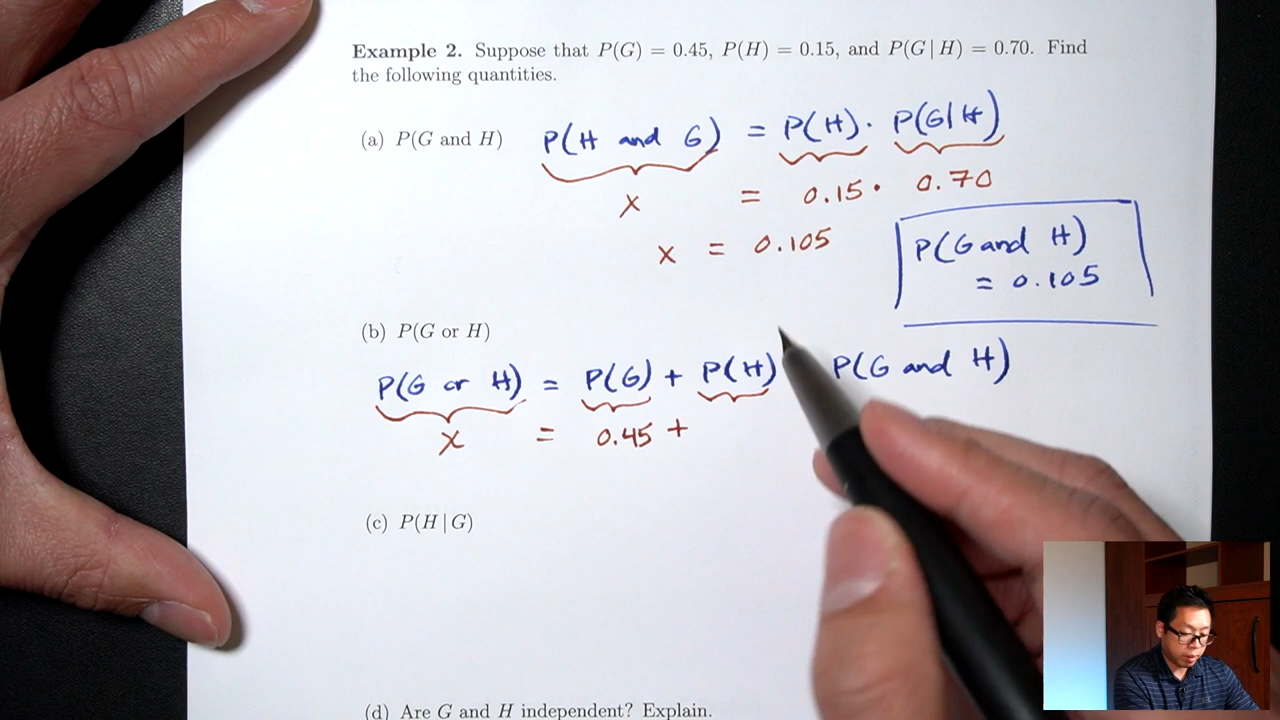 Example 2. Suppose that P(G) = 0.45, P(H) = 0.15, and P(G | H) = 0.70. Find
the following quantities.
(a) P(G and H)
P(H and G) = P(H) · P(G|H)
x = 0.15 · 0.70
x = 0.105
P(G and H)
= 0.105
(b) P(G or H)
P(G or H) = P(G) + P(H) P(G and H)
x = 0.45 +
(c) P(H | G)
(d) Are G and H independent? Explain.